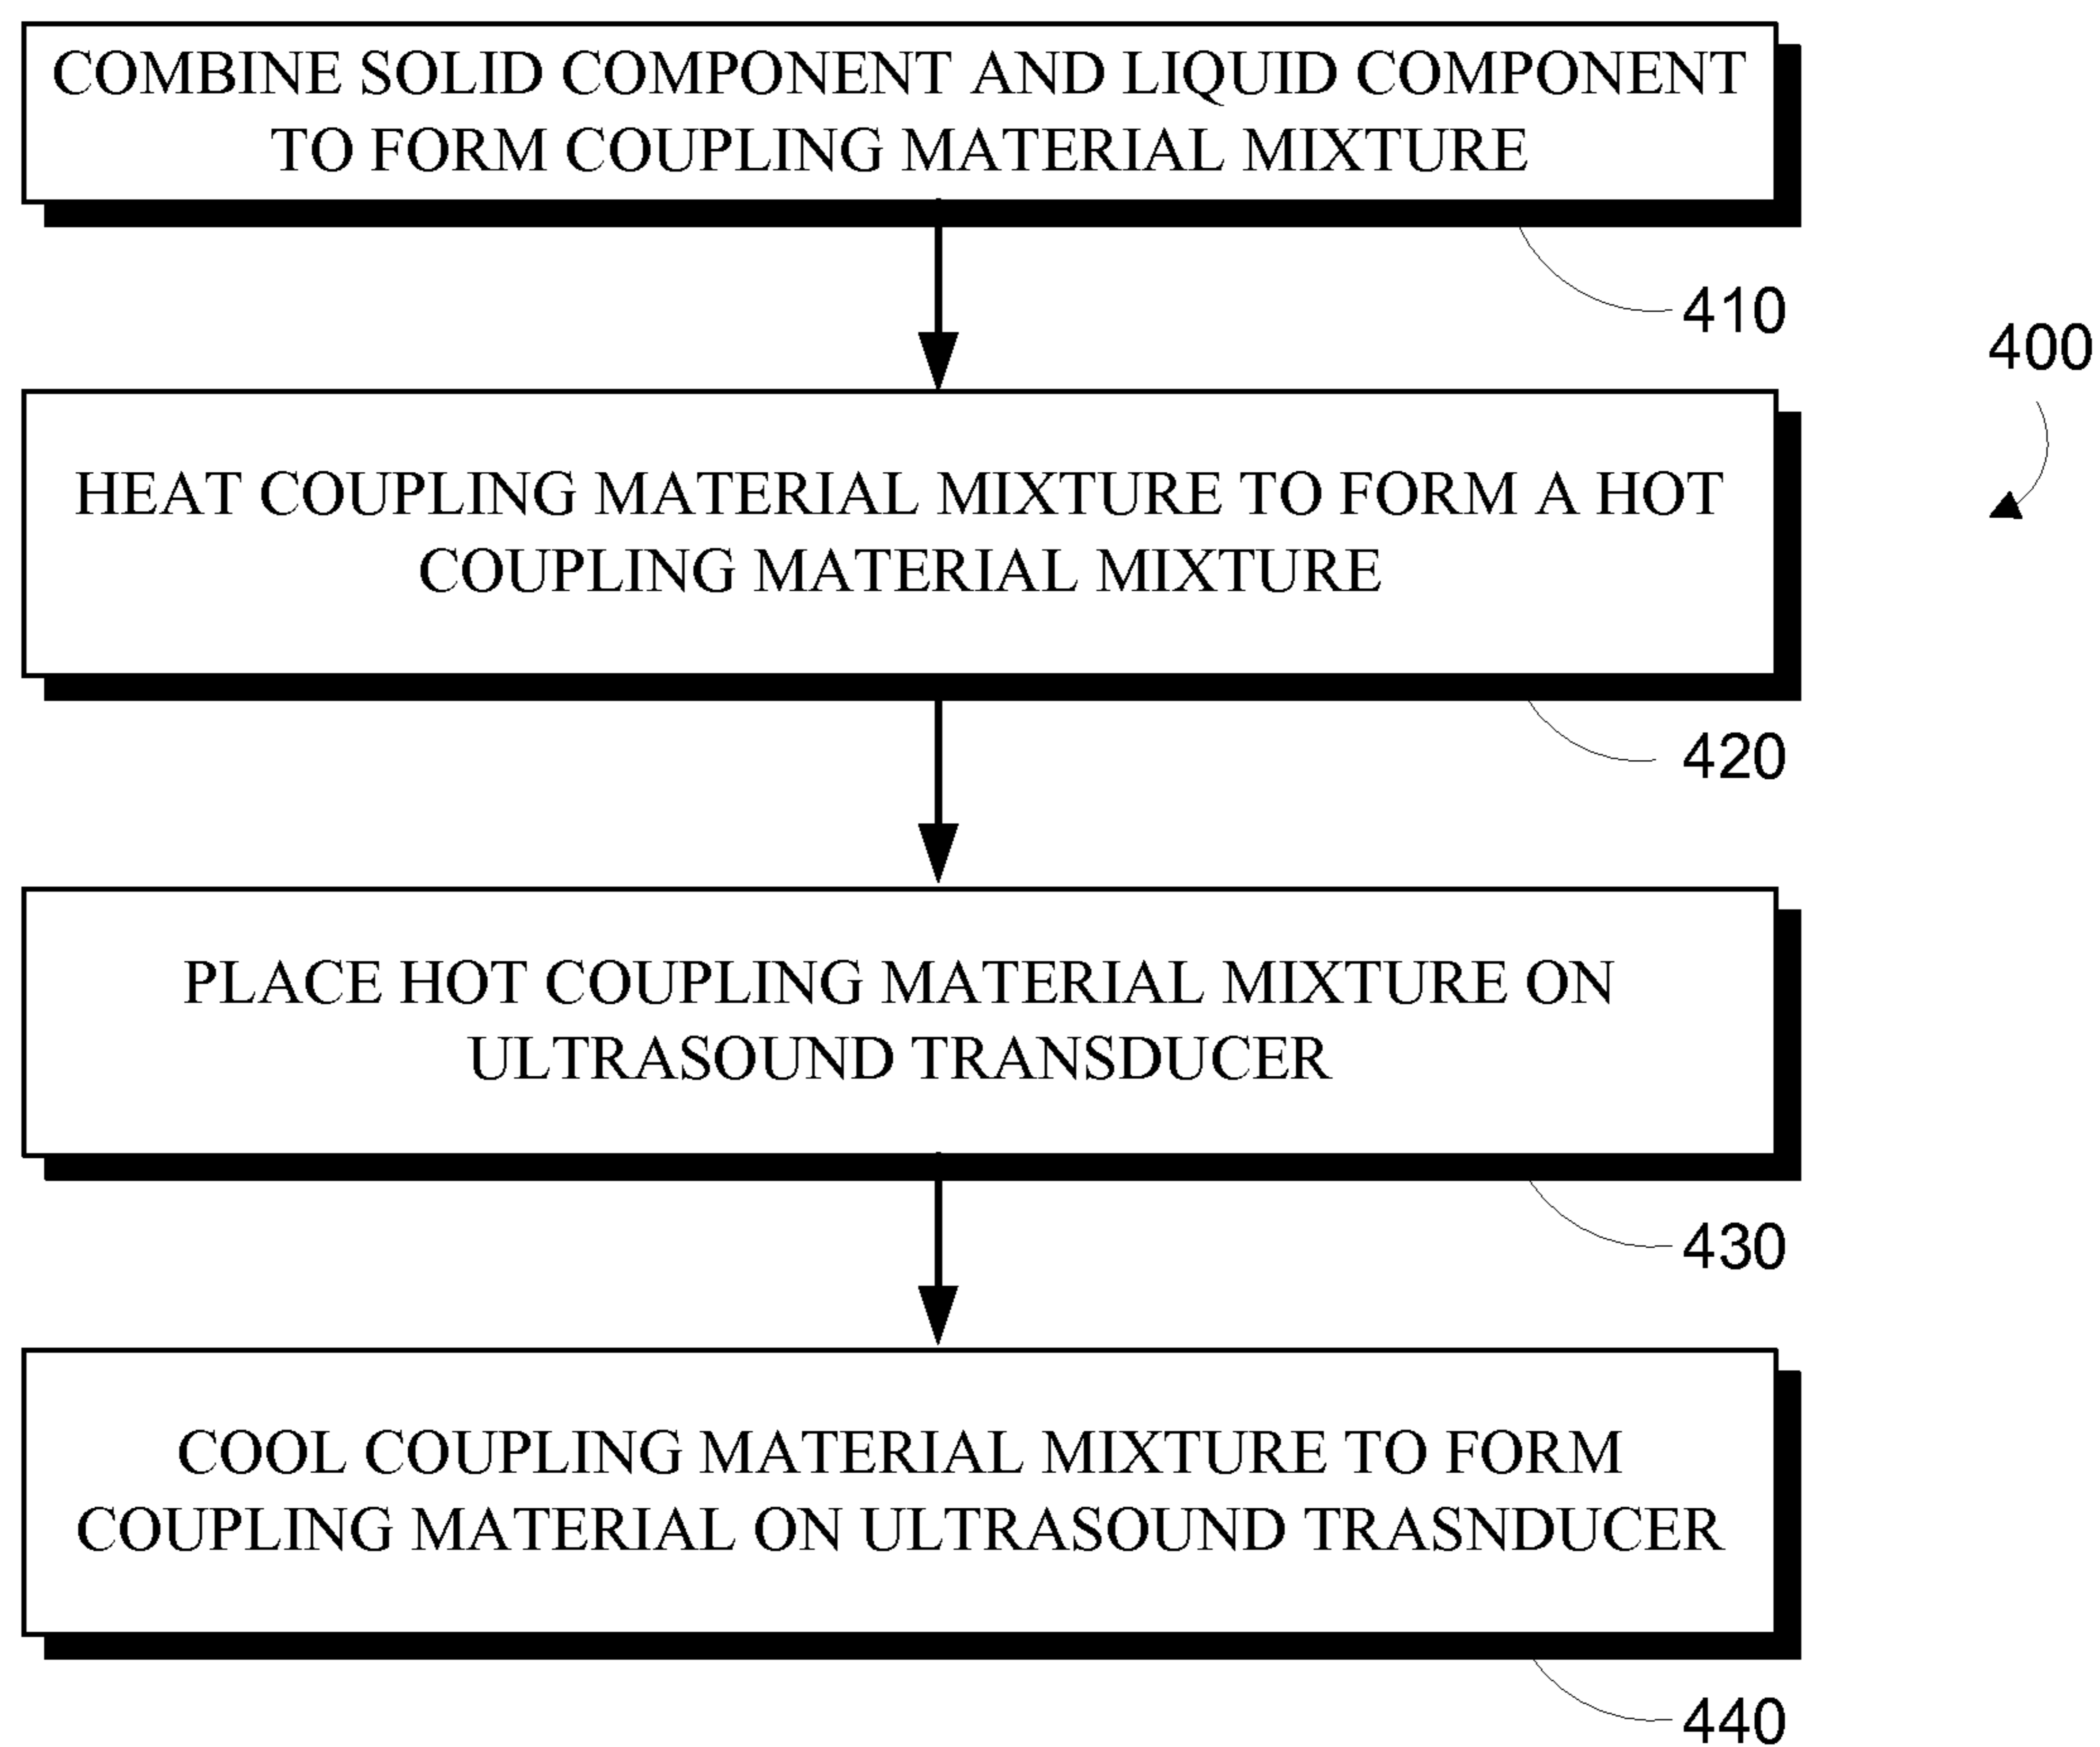 COMBINE SOLID COMPONENT AND LIQUID COMPONENT
TO FORM COUPLING MATERIAL MIXTURE
410
400
HEAT COUPLING MATERIAL MIXTURE TO FORM A HOT
COUPLING MATERIAL MIXTURE
420
PLACE HOT COUPLING MATERIAL MIXTURE ON
ULTRASOUND TRANSDUCER
430
COOL COUPLING MATERIAL MIXTURE TO FORM
COUPLING MATERIAL ON ULTRASOUND TRASNDUCER
440